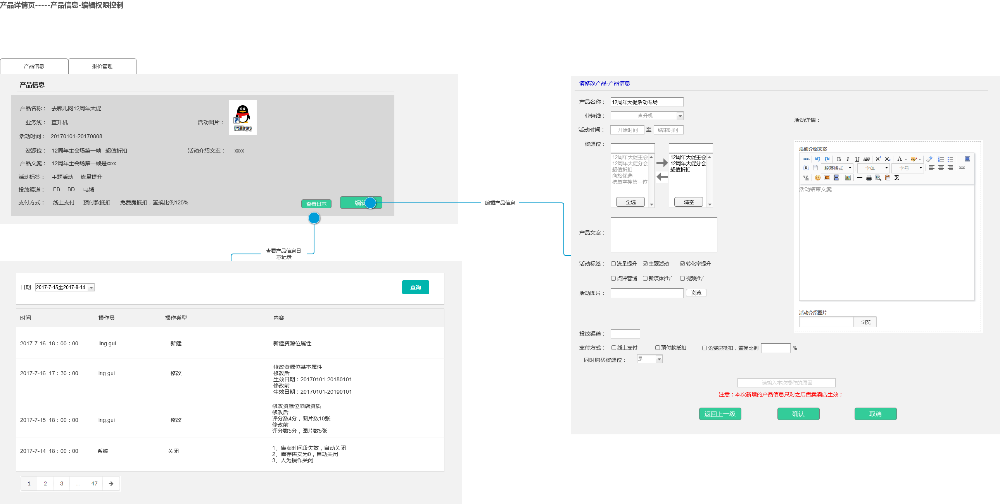 产品详情页-----产品信息-编辑权限控制
产品信息
报价管理
产品信息
产品名称： 去哪儿网12周年大促
业务线： 直升机
活动图片：
腾讯QQ
活动时间： 20170101-20170808
资源位： 12周年主会场第一帧 超值折扣
活动介绍文案： xxxx
产品文案： 12周年主会场第一帧是xxxx
活动标签： 主题活动 流量提升
投放渠道： EB BD 电销
支付方式： 线上支付 预付款抵扣 免费房抵扣，置换比例125%
查看日志
编辑产品信息
查看产品信息日
志记录
日期 2017-7-15至2017-8-14
查询
时间 操作员 操作类型 内容
2017-7-16 18：00：00 ling.gui 新建 新建资源位属性
2017-7-16 17：30：00 ling.gui 修改
修改资源位基本属性
修改后
生效日期：20170101-20180101
修改前
生效日期：20170101-20190101
2017-7-15 18：00：00 ling.gui 修改
修改资源位酒店资质
修改后
评分数4分，图片数10张
修改前
评分数5分，图片数5张
2017-7-14 18：00：00 系统 关闭
1、售卖时间段失效，自动关闭
2、库存售卖为0，自动关闭
3、人为操作关闭
1 2 3 ... 47
请修改产品-产品信息
产品名称： 12周年大促活动专场
业务线： 直升机
活动时间： 开始时间 至 结束时间
资源位：
12周年大促主会
12周年大促分会
超值折扣
商旅优选
榜单空搜第一位
全选
12周年大促主会
12周年大促分会
超值折扣
清空
产品文案：
活动标签： 流量提升 主题活动 转化率提升
点评营销 新媒体推广 视频推广
活动图片： 浏览
投放渠道：
支付方式： 线上支付 预付款抵扣 免费房抵扣，置换比例 %
同时购买资源位： 是
活动详情：
活动介绍文案
HTML B I U ABC X² X₂ A ab
a 段落格式 字体 字号
Σ
活动结束文案
活动介绍图片
浏览
请输入本次操作的原因
注意：本次新增的产品信息只对之后售卖酒店生效；
返回上一级 确认 取消